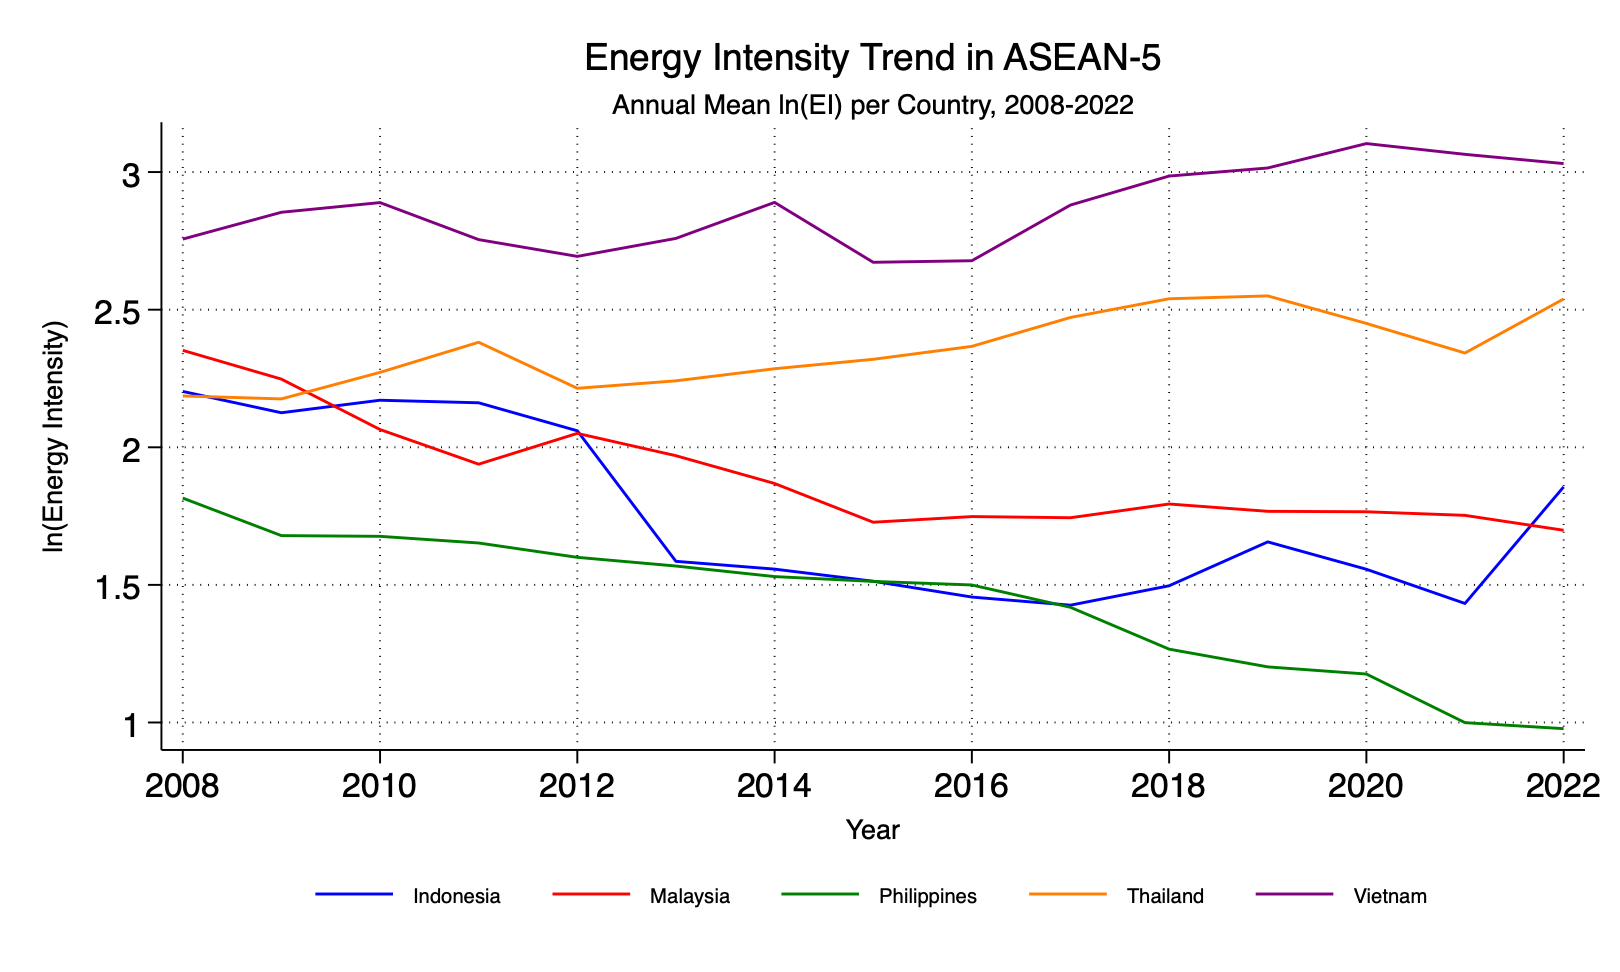 Energy Intensity Trend in ASEAN-5
Annual Mean ln(EI) per Country, 2008-2022
ln(Energy Intensity)
3
2.5
2
1.5
1
2008 2010 2012 2014 2016 2018 2020 2022
Year
Indonesia Malaysia Philippines Thailand Vietnam